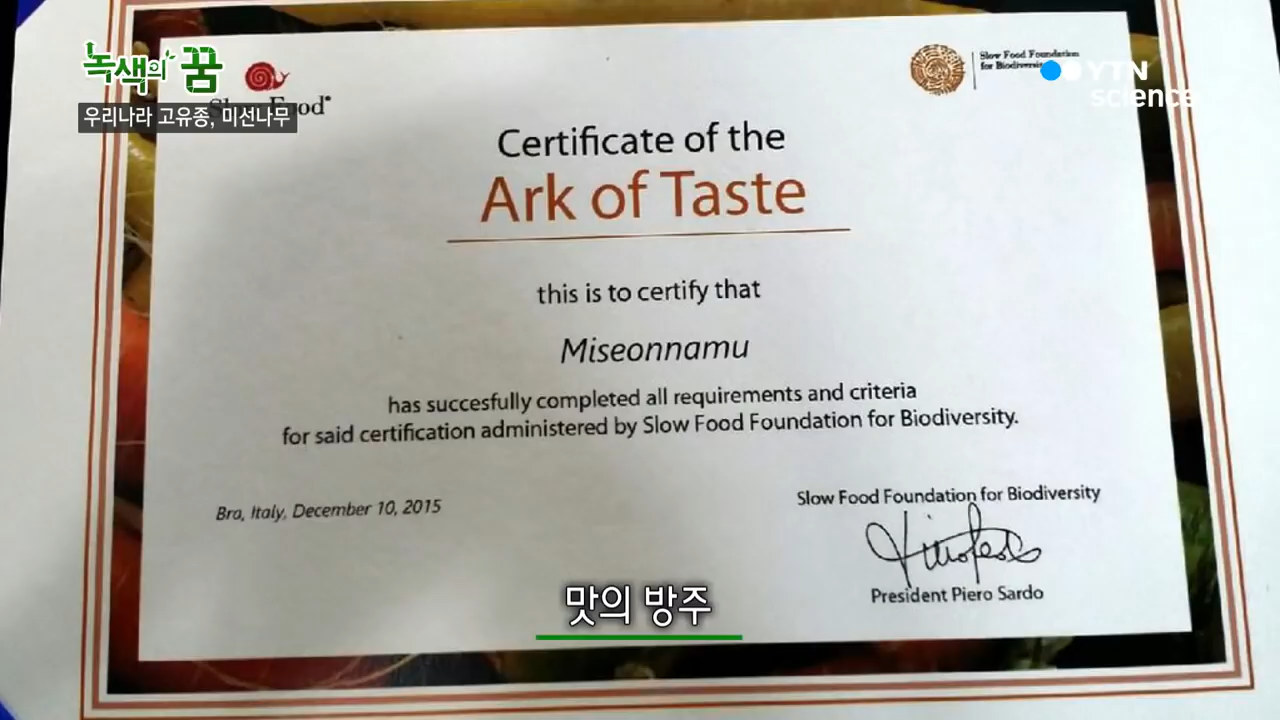 녹색의 꿈
우리나라 고유종, 미선나무
Slow Food®
Slow Food Foundation
for Biodiversity
YTN
science
Certificate of the
Ark of Taste
this is to certify that
Miseonnamu
has succesfully completed all requirements and criteria
for said certification administered by Slow Food Foundation for Biodiversity.
Bra, Italy, December 10, 2015
Slow Food Foundation for Biodiversity
President Piero Sardo
맛의 방주